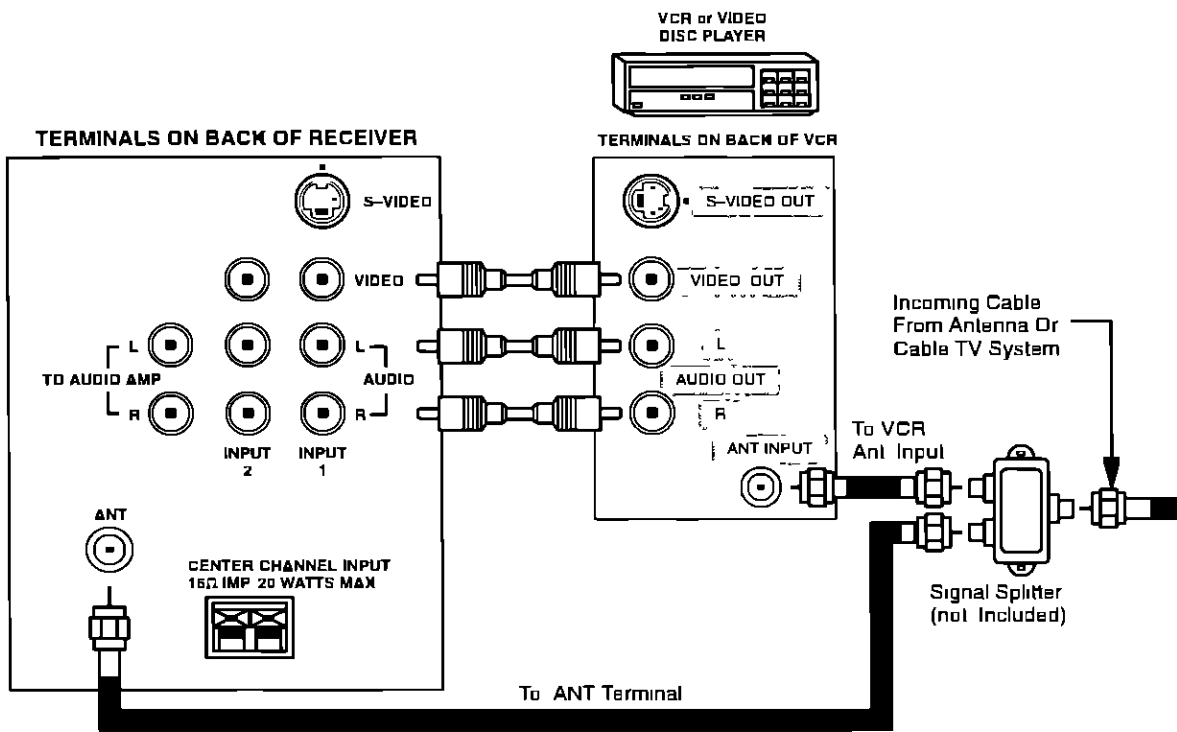 VCR or VIDEO
DISC PLAYER
TERMINALS ON BACK OF RECEIVER
TERMINALS ON BACK OF VCR
S-VIDEO
S-VIDEO OUT
VIDEO
VIDEO OUT
Incoming Cable
From Antenna Or
Cable TV System
L
L
L
TO AUDIO AMP
AUDIO
AUDIO OUT
R
R
R
INPUT
2
INPUT
1
ANT INPUT
To VCR
Ant Input
ANT
CENTER CHANNEL INPUT
16Ω IMP 20 WATTS MAX
Signal Splitter
(not Included)
To ANT Terminal